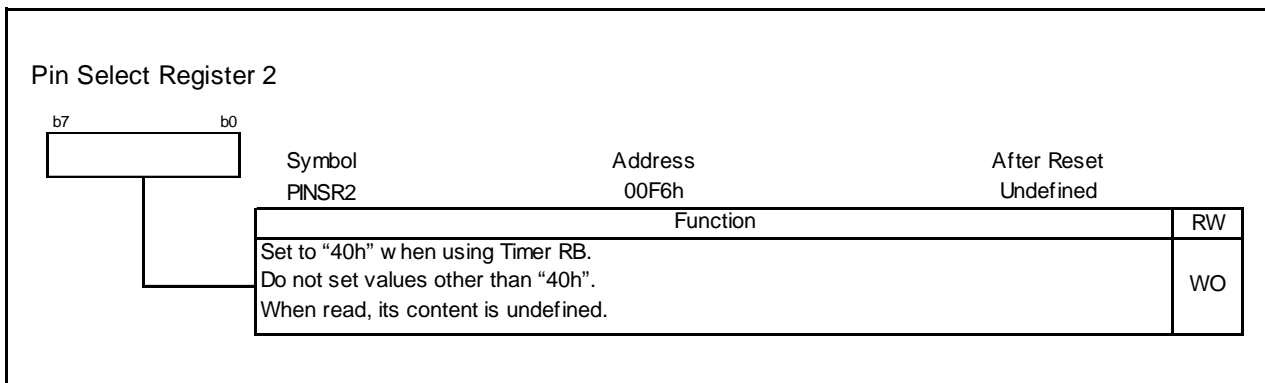 Pin Select Register 2
b7 b0
Symbol Address After Reset
PINSR2 00F6h Undefined
Function RW
Set to “40h” w hen using Timer RB.
Do not set values other than “40h”.
WO
When read, its content is undefined.